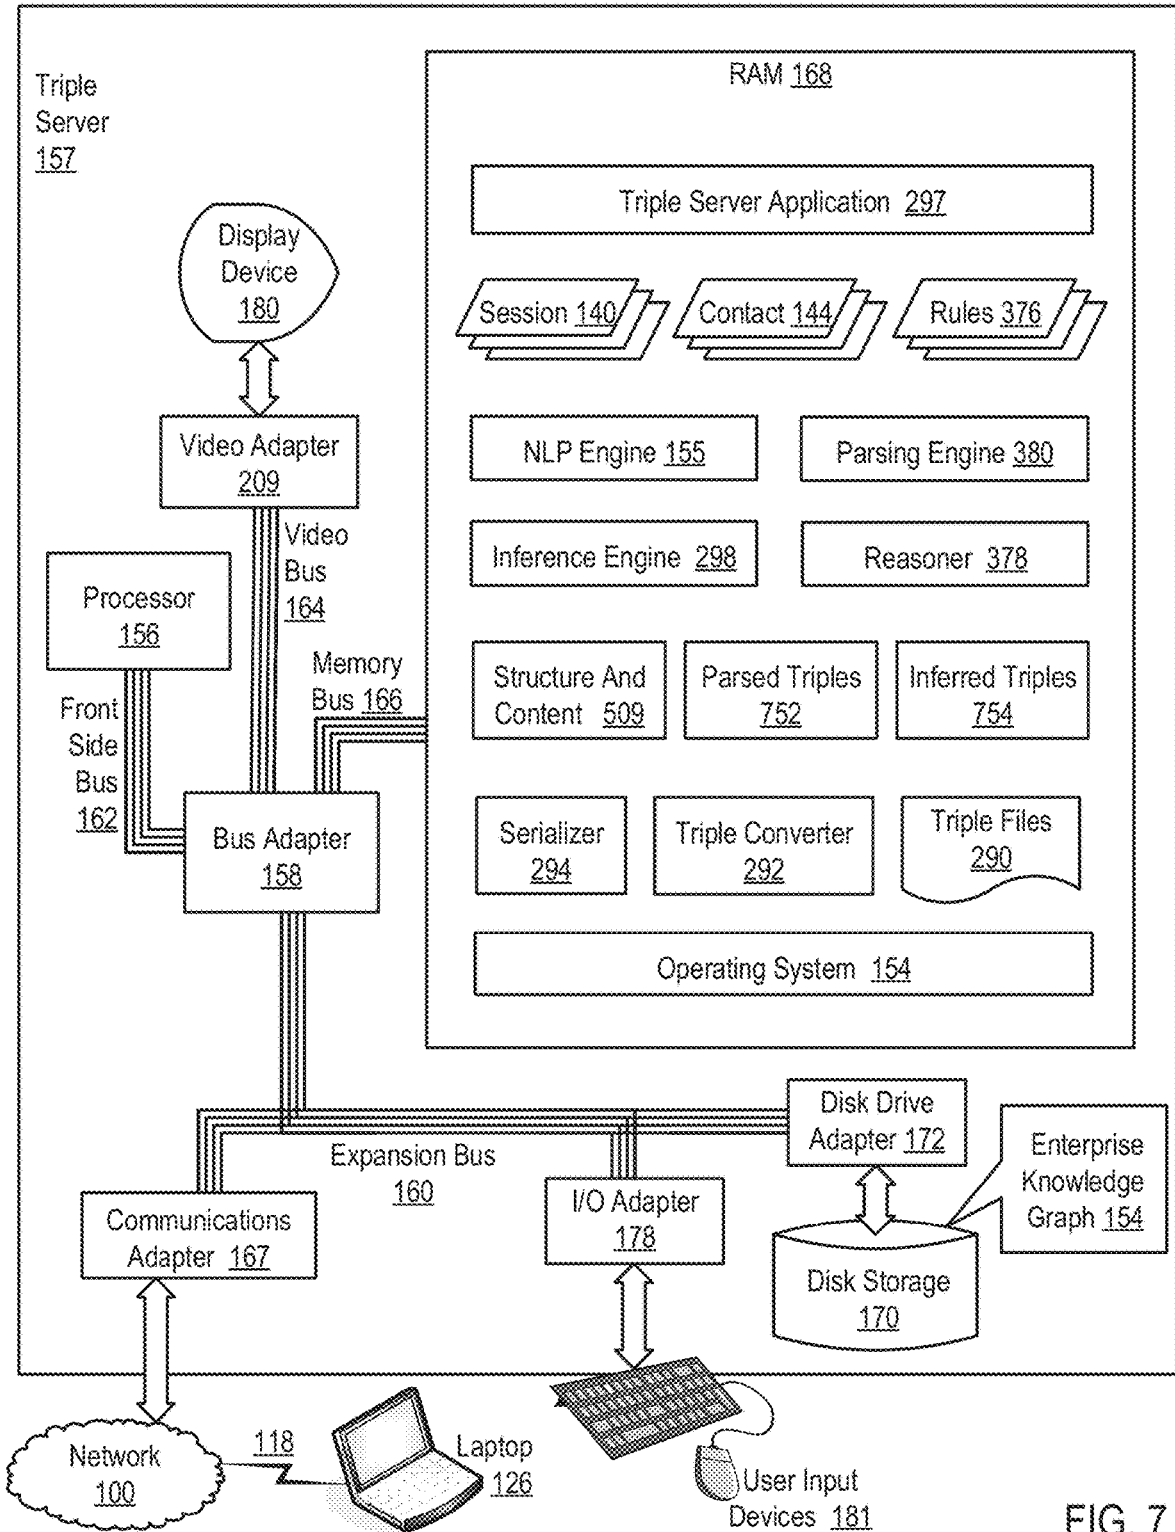 RAM 168
Triple
Server
157
Triple Server Application 297
Display
Device
180
Session 140
Contact 144
Rules 376
Video Adapter
209
NLP Engine 155
Parsing Engine 380
Video
Bus
164
Inference Engine 298
Reasoner 378
Processor
156
Memory
Bus 166
Structure And
Content 509
Parsed Triples
752
Inferred Triples
754
Front
Side
Bus
162
Bus Adapter
158
Serializer
294
Triple Converter
292
Triple Files
290
Operating System 154
Disk Drive
Adapter 172
Enterprise
Knowledge
Graph 154
Expansion Bus
160
Communications
Adapter 167
I/O Adapter
178
Disk Storage
170
Network
100
118
Laptop
126
User Input
Devices 181
FIG. 7